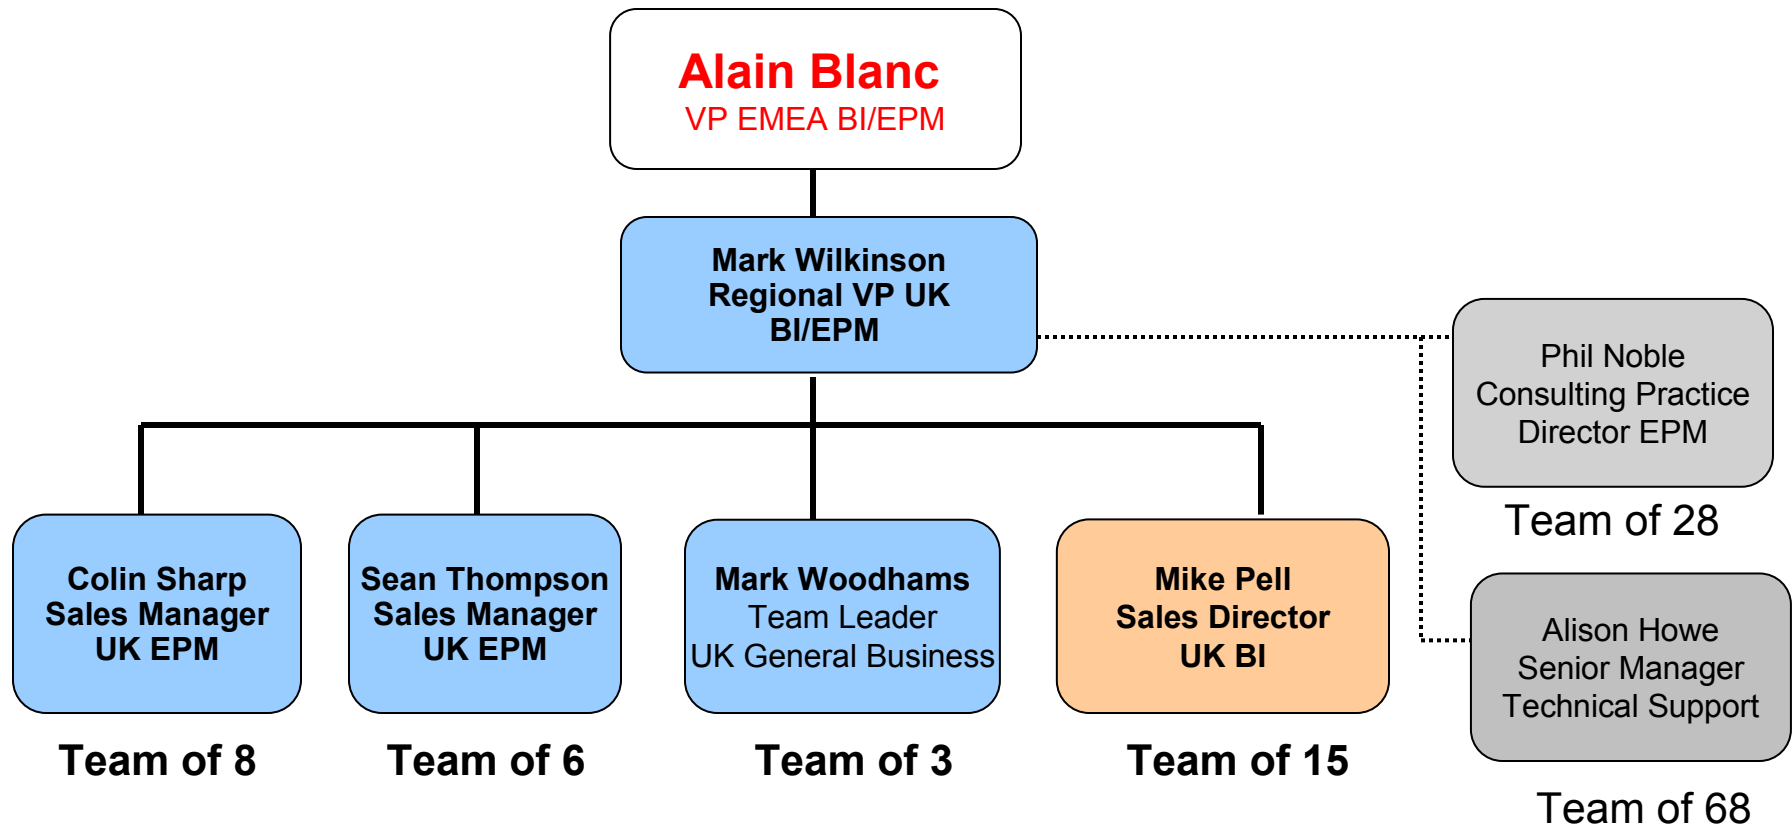 Alain Blanc
VP EMEA BI/EPM
Mark Wilkinson
Regional VP UK
BI/EPM
Phil Noble
Consulting Practice
Director EPM
Team of 28
Colin Sharp
Sales Manager
UK EPM
Team of 8
Sean Thompson
Sales Manager
UK EPM
Team of 6
Mark Woodhams
Team Leader
UK General Business
Team of 3
Mike Pell
Sales Director
UK BI
Team of 15
Alison Howe
Senior Manager
Technical Support
Team of 68